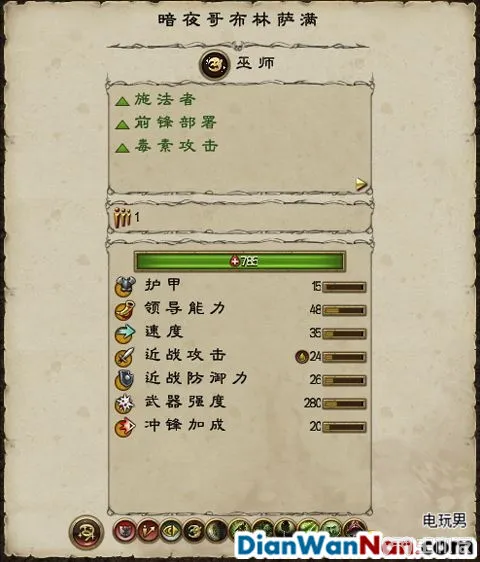 暗夜哥布林萨满
巫师
施法者
前锋部署
毒素攻击
1
785
护甲 15
领导能力 48
速度 35
近战攻击 24
近战防御力 26
武器强度 280
冲锋加成 20
电玩男
DianWanNan.com